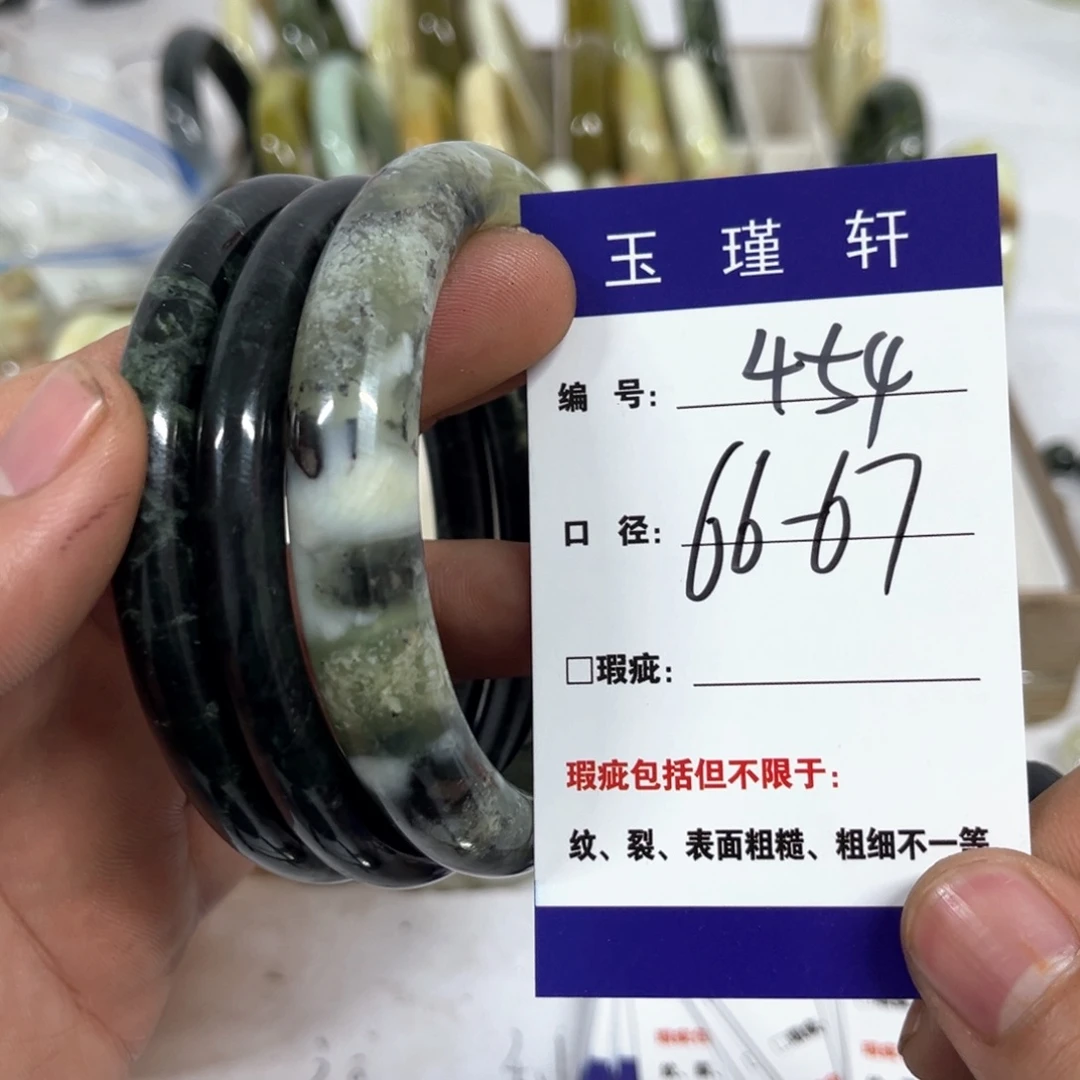 玉瑾轩
编号: 454
口径: 66-67
□瑕疵:
瑕疵包括但不限于:
纹、裂、表面粗糙、粗细不一等